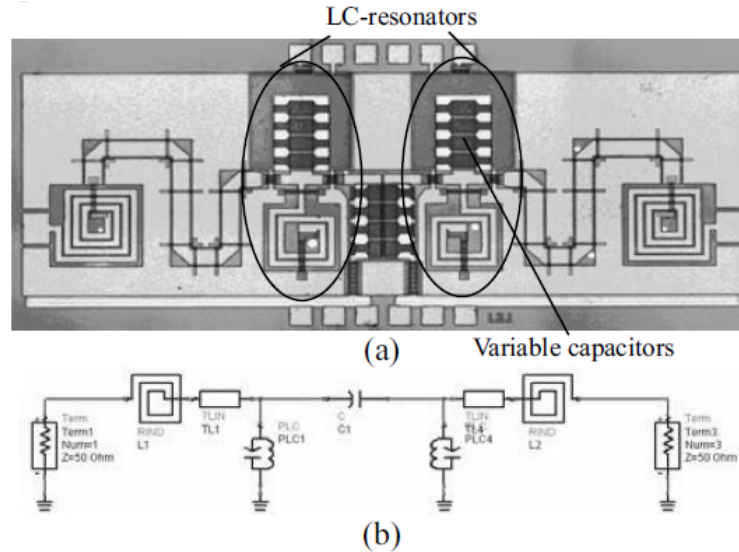 LC-resonators
(a)
Variable capacitors
Term
Term1
Num=1
Z=50 Ohm
RIND
L1
TLIN
TL1
PLC
PLC1
C
C1
TLIN
TL4
PLC4
RIND
L2
Term
Term3
Num=3
Z=50 Ohm
(b)